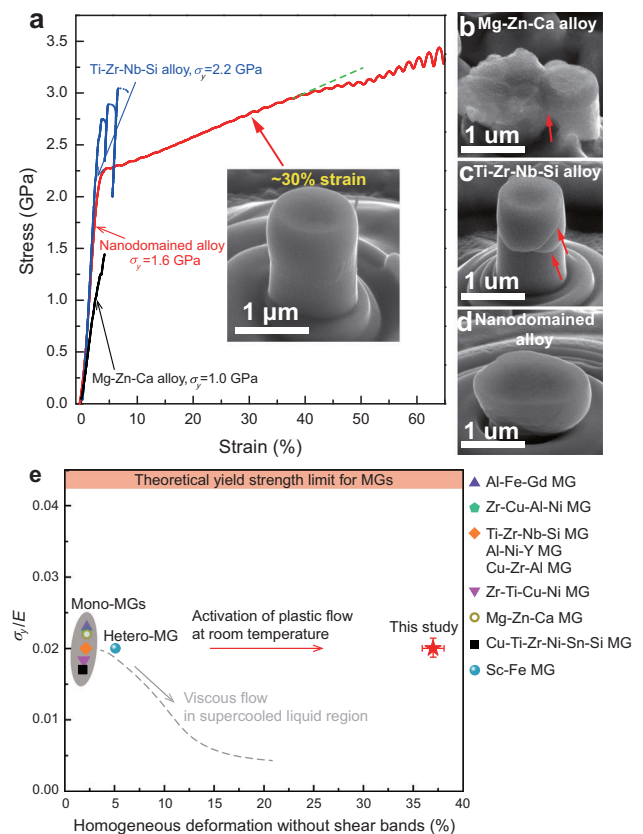 a
Ti-Zr-Nb-Si alloy, σy=2.2 GPa
Nanodomained alloy
σy=1.6 GPa
Mg-Zn-Ca alloy, σy=1.0 GPa
~30% strain
1 µm
3.5
3.0
2.5
2.0
1.5
1.0
0.5
0.0
Stress (GPa)
0 5 10 15 20 25 30 35 40 45 50 55 60 65
Strain (%)
b
Mg-Zn-Ca alloy
1 um
c
Ti-Zr-Nb-Si alloy
1 um
d
Nanodomained
alloy
1 um
e
Theoretical yield strength limit for MGs
0.04
0.03
0.02
0.01
0.00
σy/E
Mono-MGs
Hetero-MG
Activation of plastic flow
at room temperature
This study
Viscous flow
in supercooled liquid region
0 5 10 15 20 25 30 35 40
Homogeneous deformation without shear bands (%)
Al-Fe-Gd MG
Zr-Cu-Al-Ni MG
Ti-Zr-Nb-Si MG
Al-Ni-Y MG
Cu-Zr-Al MG
Zr-Ti-Cu-Ni MG
Mg-Zn-Ca MG
Cu-Ti-Zr-Ni-Sn-Si MG
Sc-Fe MG